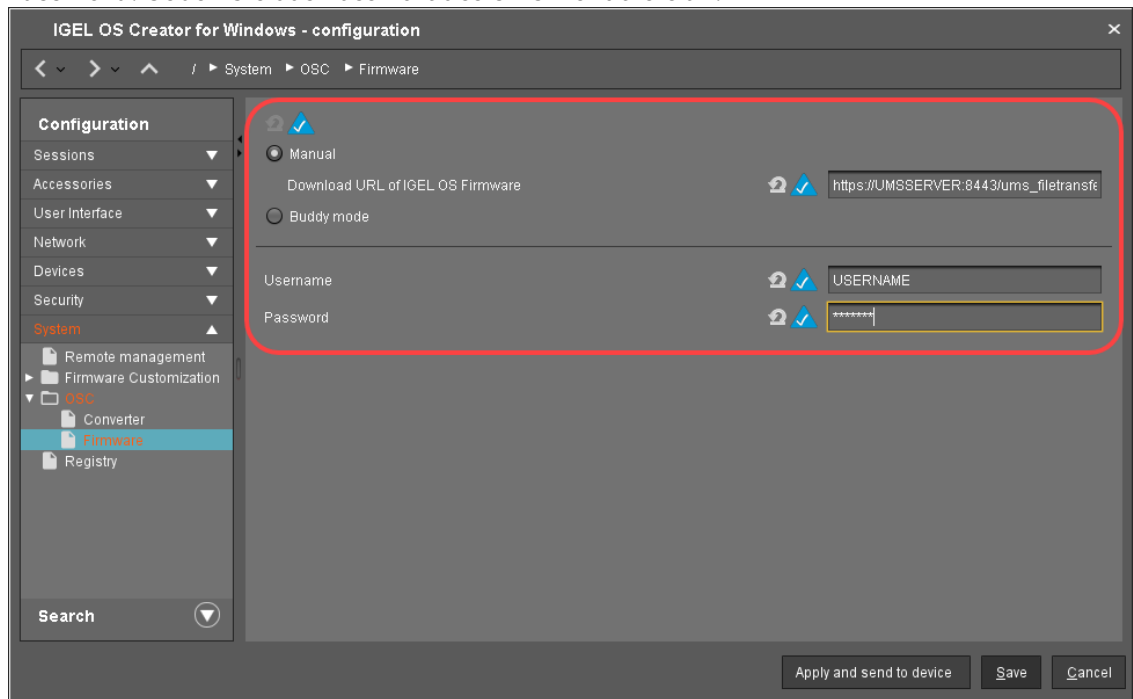 IGEL OS Creator for Windows - configuration
/ ► System ► OSC ► Firmware
Configuration
Sessions
Accessories
User Interface
Network
Devices
Security
System
Remote management
Firmware Customization
OSC
Converter
Firmware
Registry
Search
Manual
Download URL of IGEL OS Firmware
https://UMSSERVER:8443/ums_filetransfe
Buddy mode
Username
USERNAME
Password
*******
Apply and send to device
Save
Cancel